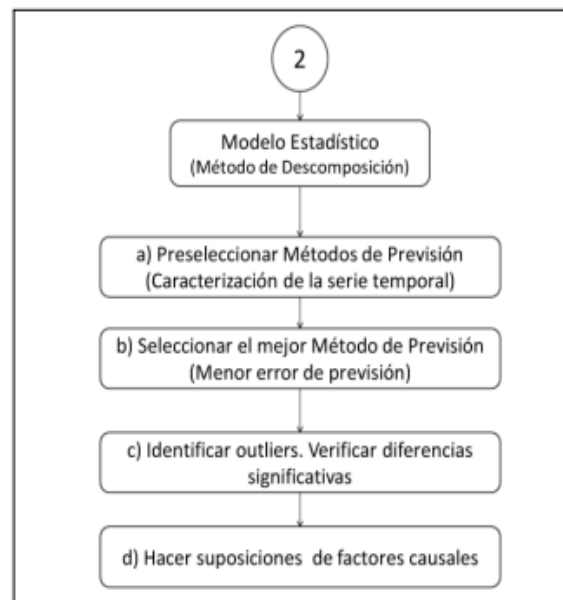 2
Modelo Estadístico
(Método de Descomposición)
a) Preseleccionar Métodos de Previsión
(Caracterización de la serie temporal)
b) Seleccionar el mejor Método de Previsión
(Menor error de previsión)
c) Identificar outliers. Verificar diferencias
significativas
d) Hacer suposiciones de factores causales